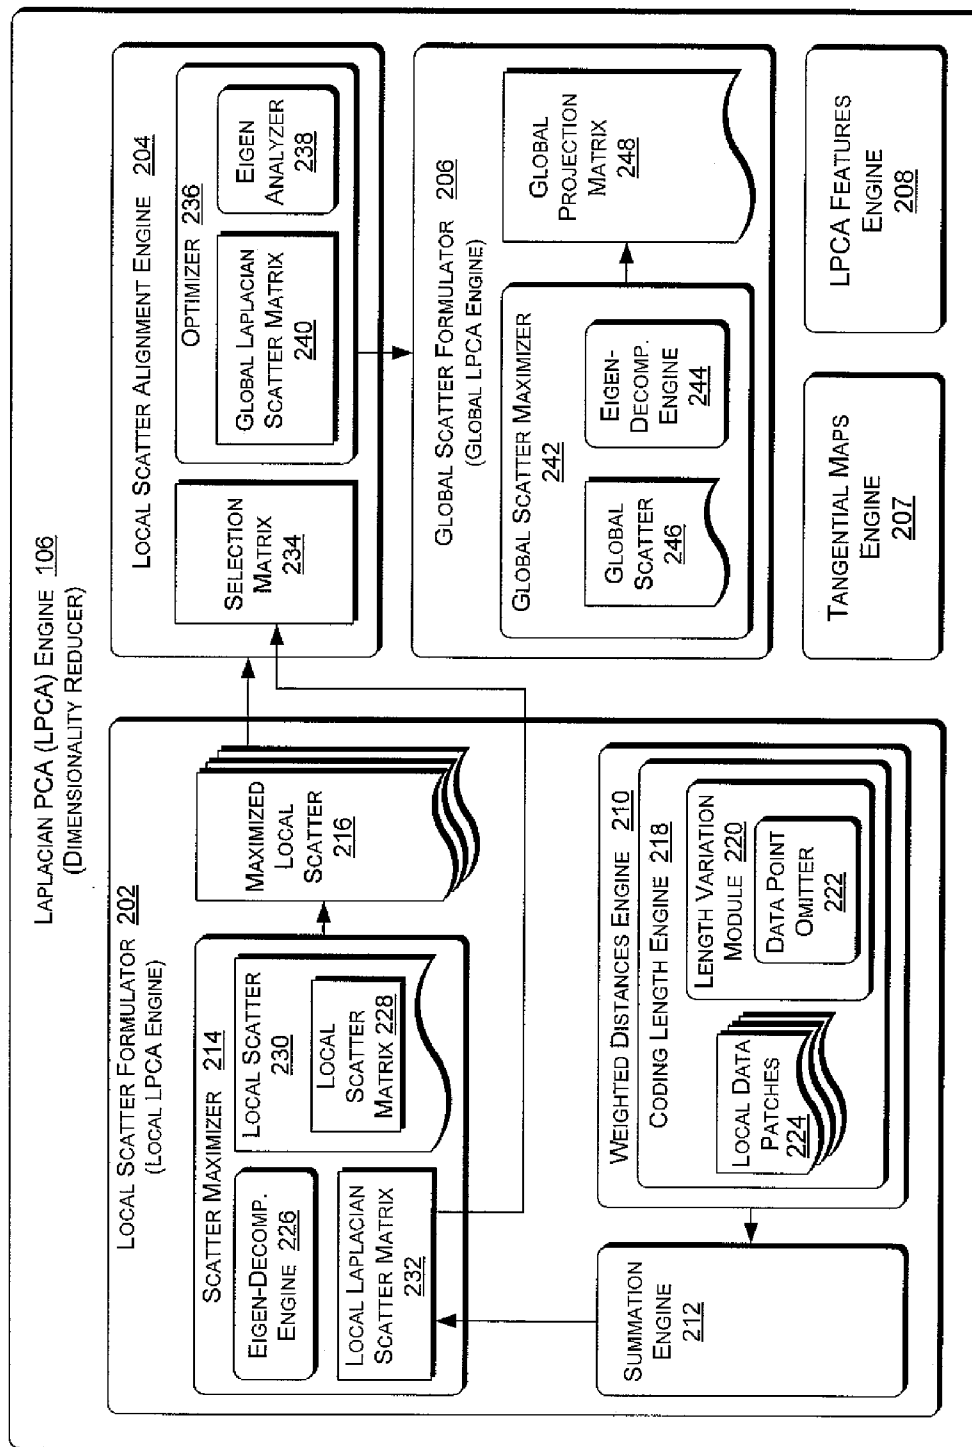 LAPLACIAN PCA (LPCA) ENGINE 106
(DIMENSIONALITY REDUCER)
LOCAL SCATTER FORMULATOR 202
(LOCAL LPCA ENGINE)
SCATTER MAXIMIZER 214
EIGEN-DECOMP.
ENGINE 226
LOCAL SCATTER
230
LOCAL
SCATTER
MATRIX 228
LOCAL LAPLACIAN
SCATTER MATRIX
232
MAXIMIZED
LOCAL
SCATTER
216
SUMMATION
ENGINE
212
WEIGHTED DISTANCES ENGINE 210
CODING LENGTH ENGINE 218
LOCAL DATA
PATCHES
224
LENGTH VARIATION
MODULE 220
DATA POINT
OMITTER
222
LOCAL SCATTER ALIGNMENT ENGINE 204
SELECTION
MATRIX
234
OPTIMIZER 236
GLOBAL LAPLACIAN
SCATTER MATRIX
240
EIGEN
ANALYZER
238
GLOBAL SCATTER FORMULATOR 206
(GLOBAL LPCA ENGINE)
GLOBAL SCATTER MAXIMIZER
242
GLOBAL
SCATTER
246
EIGEN-
DECOMP.
ENGINE
244
GLOBAL
PROJECTION
MATRIX
248
TANGENTIAL MAPS
ENGINE
207
LPCA FEATURES
ENGINE
208